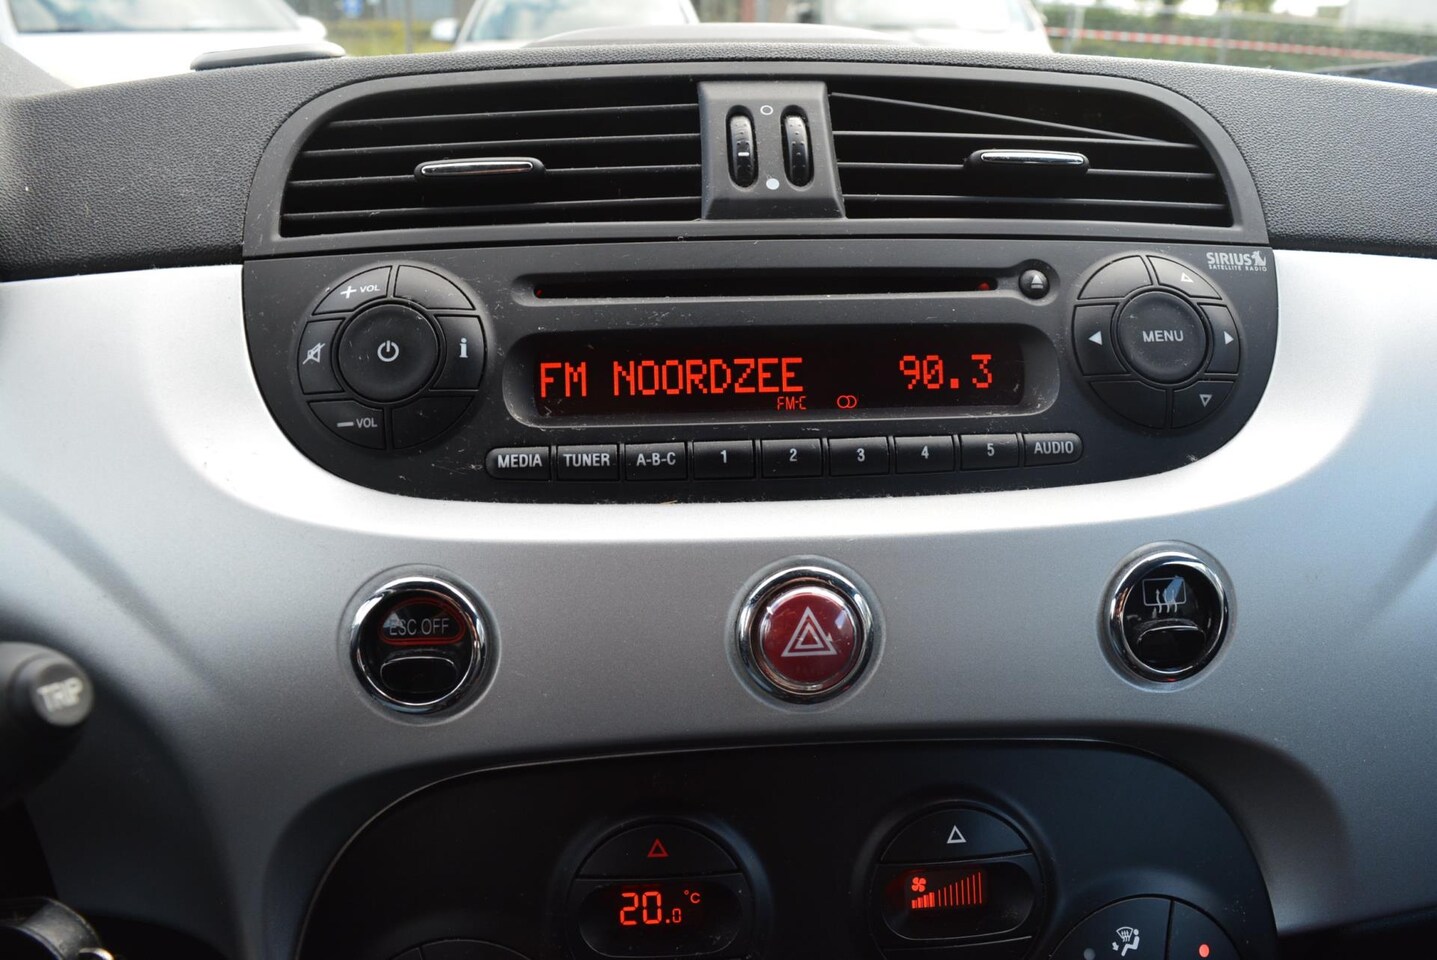 SIRIUS
SATELLITE RADIO
+ VOL
i
MENU
- VOL
FM NOORDZEE 90.3
FM-C
MEDIA TUNER A-B-C 1 2 3 4 5 AUDIO
ESC OFF
TRIP
20.0 °C